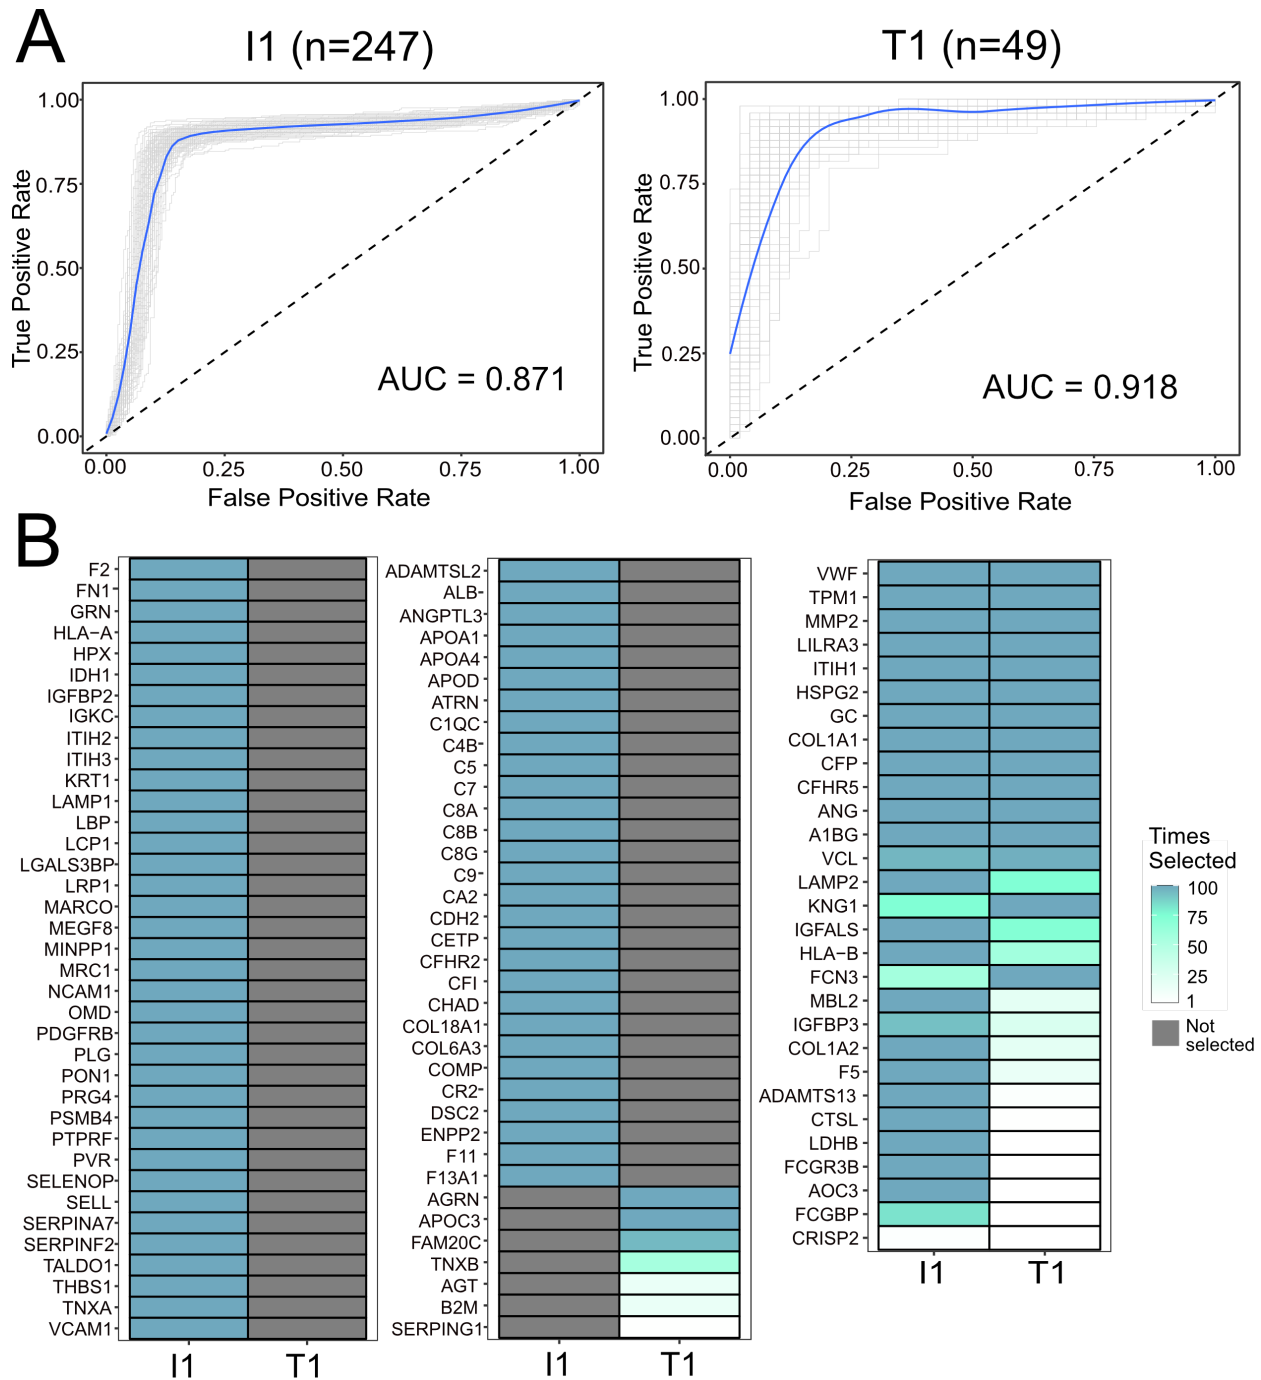 A
I1 (n=247)
T1 (n=49)
True Positive Rate
1.00
0.75
0.50
0.25
0.00
AUC = 0.871
0.00 0.25 0.50 0.75 1.00
False Positive Rate
True Positive Rate
1.00
0.75
0.50
0.25
0.00
AUC = 0.918
0.00 0.25 0.50 0.75 1.00
False Positive Rate
B
F2
FN1
GRN
HLA−A
HPX
IDH1
IGFBP2
IGKC
ITIH2
ITIH3
KRT1
LAMP1
LBP
LCP1
LGALS3BP
LRP1
MARCO
MEGF8
MINPP1
MRC1
NCAM1
OMD
PDGFRB
PLG
PON1
PRG4
PSMB4
PTPRF
PVR
SELENOP
SELL
SERPINA7
SERPINF2
TALDO1
THBS1
TNXA
VCAM1
I1 T1
ADAMTSL2
ALB
ANGPTL3
APOA1
APOA4
APOD
ATRN
C1QC
C4B
C5
C7
C8A
C8B
C8G
C9
CA2
CDH2
CETP
CFHR2
CFI
CHAD
COL18A1
COL6A3
COMP
CR2
DSC2
ENPP2
F11
F13A1
AGRN
APOC3
FAM20C
TNXB
AGT
B2M
SERPING1
I1 T1
VWF
TPM1
MMP2
LILRA3
ITIH1
HSPG2
GC
COL1A1
CFP
CFHR5
ANG
A1BG
VCL
LAMP2
KNG1
IGFALS
HLA−B
FCN3
MBL2
IGFBP3
COL1A2
F5
ADAMTS13
CTSL
LDHB
FCGR3B
AOC3
FCGBP
CRISP2
I1 T1
Times
Selected
100
75
50
25
1
Not
selected